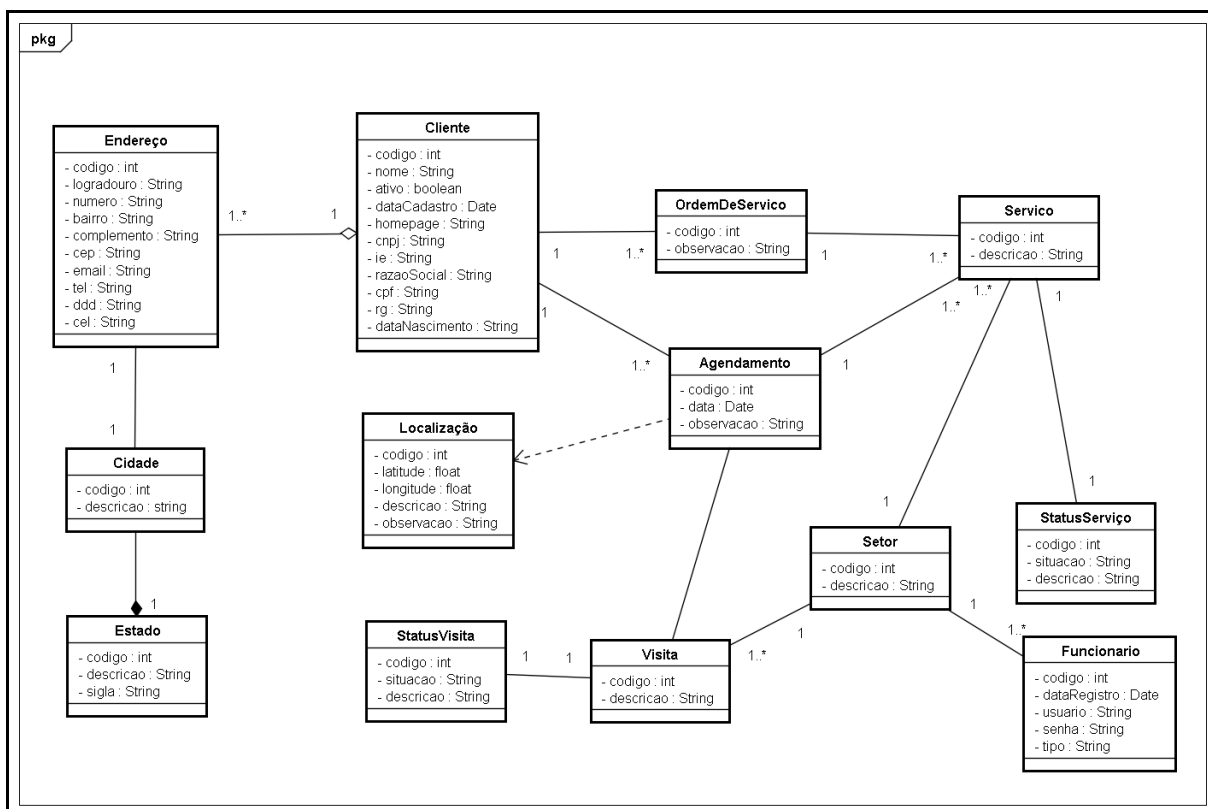 pkg
Endereço
- codigo : int
- logradouro : String
- numero : String
- bairro : String
- complemento : String
- cep : String
- email : String
- tel : String
- ddd : String
- cel : String
1..*
1
Cliente
- codigo : int
- nome : String
- ativo : boolean
- dataCadastro : Date
- homepage : String
- cnpj : String
- ie : String
- razaoSocial : String
- cpf : String
- rg : String
- dataNascimento : String
1
1..*
OrdemDeServico
- codigo : int
- observacao : String
1
1..*
Servico
- codigo : int
- descricao : String
1
1..*
1..*
1..*
1
1
Agendamento
- codigo : int
- data : Date
- observacao : String
1
1
Localização
- codigo : int
- latitude : float
- longitude : float
- descricao : String
- observacao : String
Cidade
- codigo : int
- descricao : string
1
1
1
StatusServiço
- codigo : int
- situacao : String
- descricao : String
Setor
- codigo : int
- descricao : String
Estado
- codigo : int
- descricao : String
- sigla : String
StatusVisita
- codigo : int
- situacao : String
- descricao : String
1
1
Visita
- codigo : int
- descricao : String
1..*
1
1
1..*
Funcionario
- codigo : int
- dataRegistro : Date
- usuario : String
- senha : String
- tipo : String